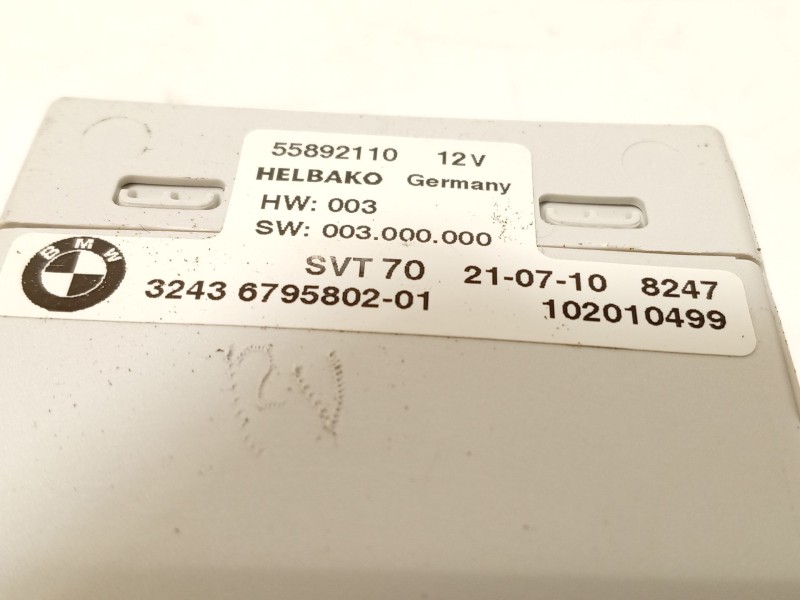 55892110 12V
HELBAKO Germany
HW: 003
SW: 003.000.000
BMW
SVT 70 21-07-10 8247
3243 6795802-01 102010499
12V